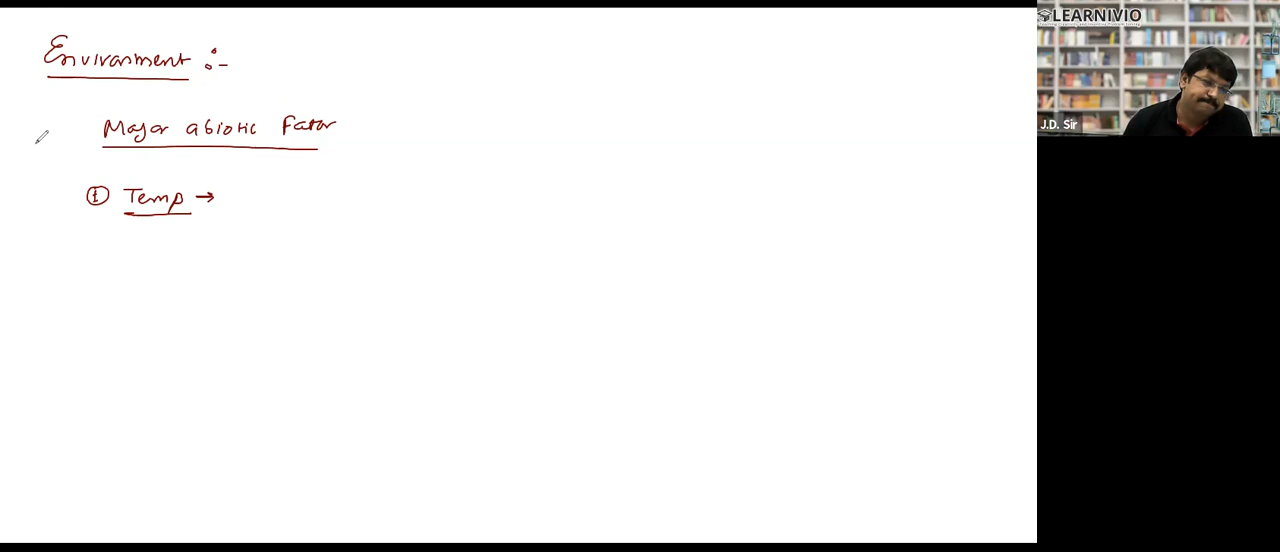 Environment :-
Major abiotic Factor
① Temp →
LEARNIVIO
J.D. Sir